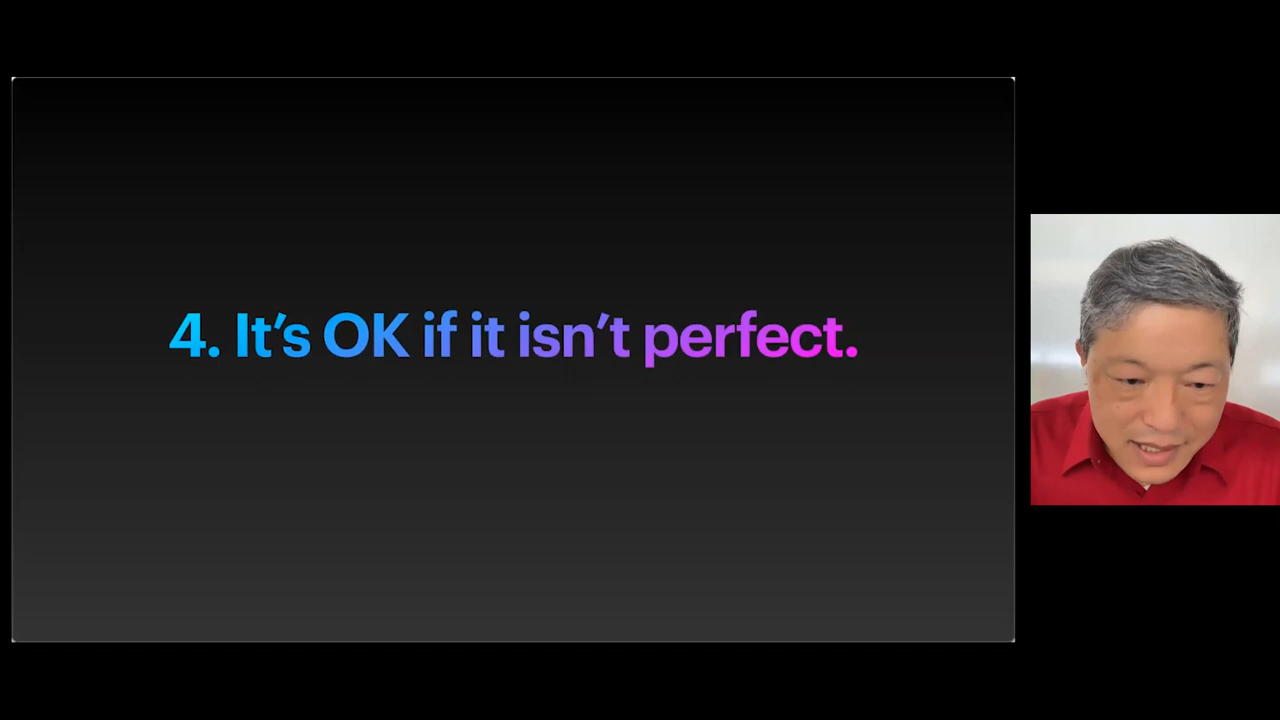 4. It’s OK if it isn’t perfect.